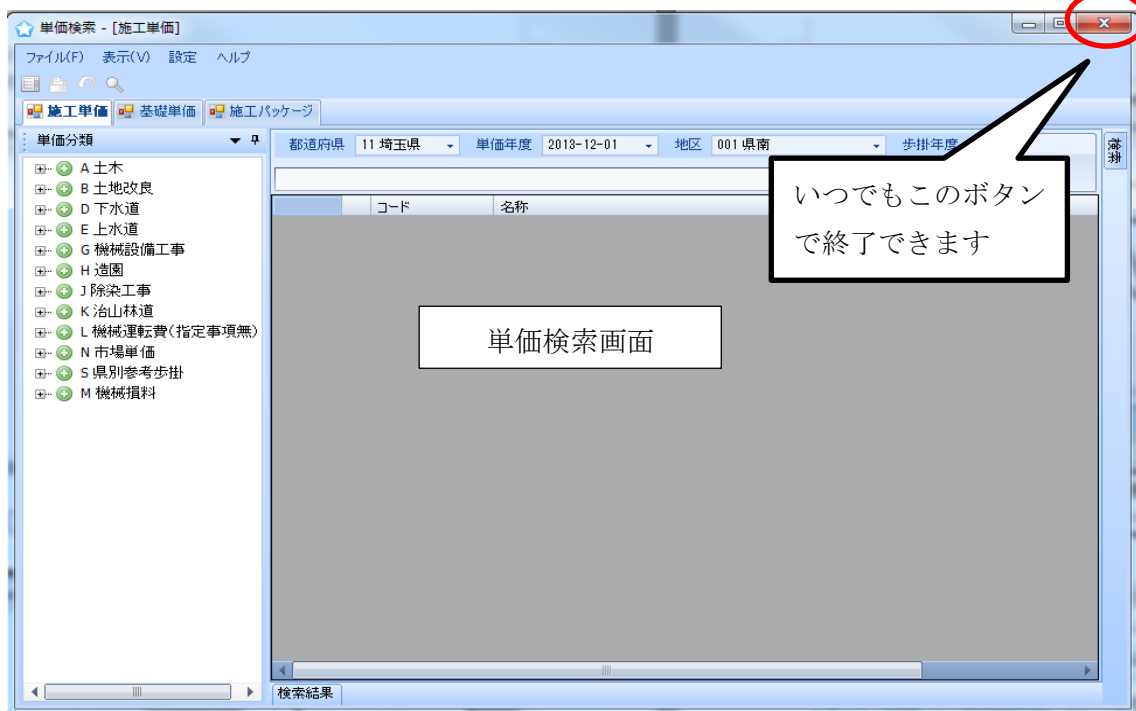 単価検索 - [施工単価]
ファイル(F) 表示(V) 設定 ヘルプ
施工単価 基礎単価 施工パッケージ
単価分類
都道府県 11 埼玉県 単価年度 2013-12-01 地区 001 県南 歩掛年度
検索
A 土木
B 土地改良
D 下水道
E 上水道
G 機械設備工事
H 造園
J 除染工事
K 治山林道
L 機械運転費(指定事項無)
N 市場単価
S 県別参考歩掛
M 機械損料
コード 名称
いつでもこのボタン
で終了できます
単価検索画面
検索結果